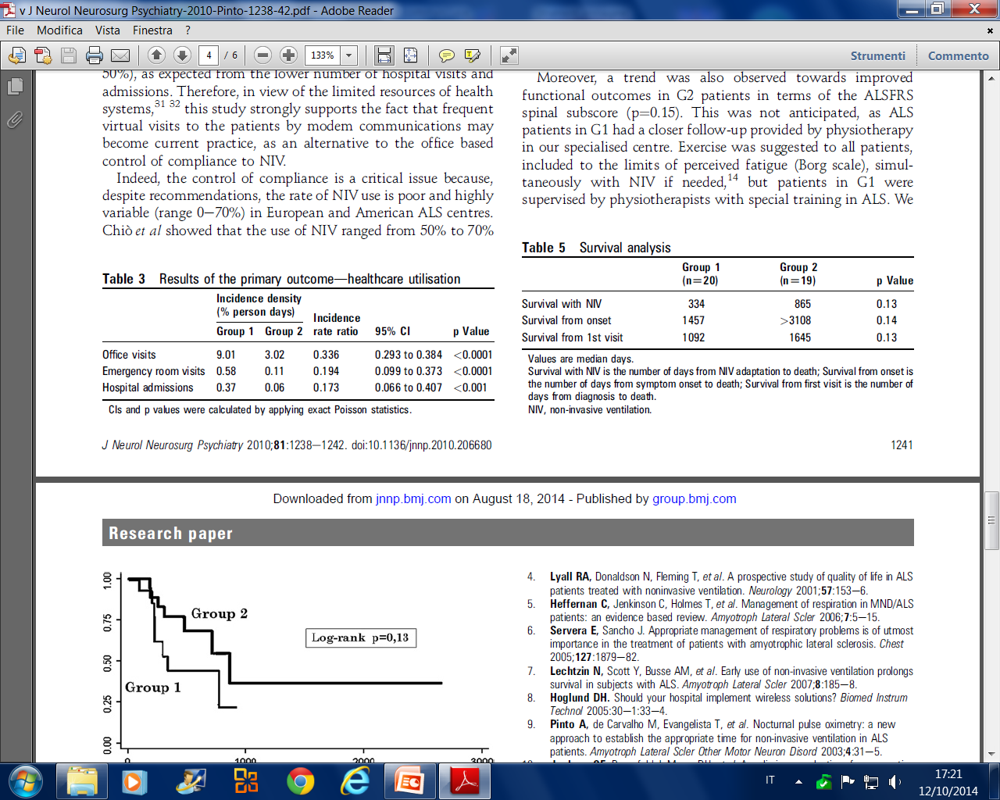 v J Neurol Neurosurg Psychiatry-2010-Pinto-1238-42.pdf - Adobe Reader
File Modifica Vista Finestra ?
4 / 6 133% Strumenti Commento
50%), as expected from the lower number of hospital visits and
admissions. Therefore, in view of the limited resources of health
systems,31 32 this study strongly supports the fact that frequent
virtual visits to the patients by modem communications may
become current practice, as an alternative to the office based
control of compliance to NIV.
Indeed, the control of compliance is a critical issue because,
despite recommendations, the rate of NIV use is poor and highly
variable (range 0–70%) in European and American ALS centres.
Chiò et al showed that the use of NIV ranged from 50% to 70%
Table 3 Results of the primary outcome—healthcare utilisation
Incidence density
(% person days)
Group 1 Group 2 Incidence rate ratio 95% CI p Value
Office visits 9.01 3.02 0.336 0.293 to 0.384 <0.0001
Emergency room visits 0.58 0.11 0.194 0.099 to 0.373 <0.0001
Hospital admissions 0.37 0.06 0.173 0.066 to 0.407 <0.001
CIs and p values were calculated by applying exact Poisson statistics.
Moreover, a trend was also observed towards improved
functional outcomes in G2 patients in terms of the ALSFRS
spinal subscore (p=0.15). This was not anticipated, as ALS
patients in G1 had a closer follow-up provided by physiotherapy
in our specialised centre. Exercise was suggested to all patients,
included to the limits of perceived fatigue (Borg scale), simul-
taneously with NIV if needed,14 but patients in G1 were
supervised by physiotherapists with special training in ALS. We
Table 5 Survival analysis
Group 1 Group 2
(n=20) (n=19) p Value
Survival with NIV 334 865 0.13
Survival from onset 1457 >3108 0.14
Survival from 1st visit 1092 1645 0.13
Values are median days.
Survival with NIV is the number of days from NIV adaptation to death; Survival from onset is
the number of days from symptom onset to death; Survival from first visit is the number of
days from diagnosis to death.
NIV, non-invasive ventilation.
J Neurol Neurosurg Psychiatry 2010;81:1238–1242. doi:10.1136/jnnp.2010.206680 1241
Downloaded from jnnp.bmj.com on August 18, 2014 - Published by group.bmj.com
Research paper
1.00
0.75
0.50
0.25
0.00
Group 2
Log-rank p=0,13
Group 1
0 1000 2000 3000
4. Lyall RA, Donaldson N, Fleming T, et al. A prospective study of quality of life in ALS
patients treated with noninvasive ventilation. Neurology 2001;57:153–6.
5. Heffernan C, Jenkinson C, Holmes T, et al. Management of respiration in MND/ALS
patients: an evidence based review. Amyotroph Lateral Scler 2006;7:5–15.
6. Servera E, Sancho J. Appropriate management of respiratory problems is of utmost
importance in the treatment of patients with amyotrophic lateral sclerosis. Chest
2005;127:1879–82.
7. Lechtzin N, Scott Y, Busse AM, et al. Early use of non-invasive ventilation prolongs
survival in subjects with ALS. Amyotroph Lateral Scler 2007;8:185–8.
8. Hoglund DH. Should your hospital implement wireless solutions? Biomed Instrum
Technol 2005:30–1:33–4.
9. Pinto A, de Carvalho M, Evangelista T, et al. Nocturnal pulse oximetry: a new
approach to establish the appropriate time for non-invasive ventilation in ALS
patients. Amyotroph Lateral Scler Other Motor Neuron Disord 2003;4:31–5.
IT
17:21
12/10/2014